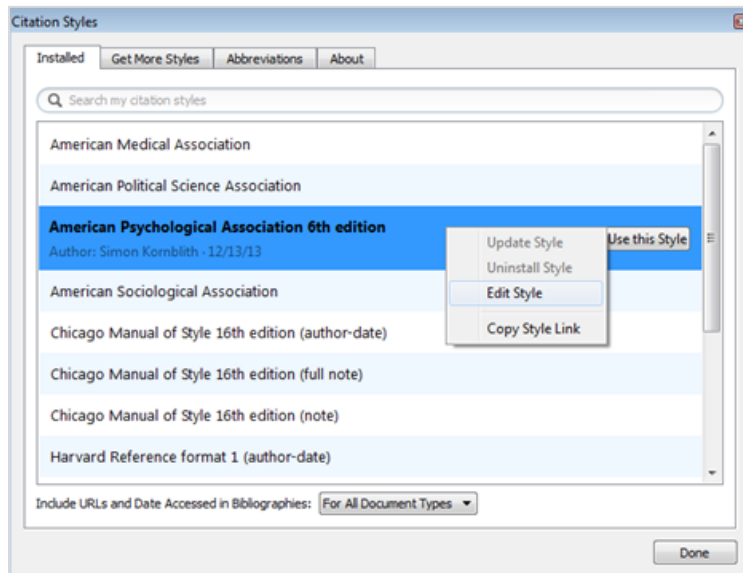 Citation Styles
Installed
Get More Styles
Abbreviations
About
Search my citation styles
American Medical Association
American Political Science Association
American Psychological Association 6th edition
Author: Simon Kornblith - 12/13/13
Use this Style
Update Style
Uninstall Style
Edit Style
Copy Style Link
American Sociological Association
Chicago Manual of Style 16th edition (author-date)
Chicago Manual of Style 16th edition (full note)
Chicago Manual of Style 16th edition (note)
Harvard Reference format 1 (author-date)
Include URLs and Date Accessed in Bibliographies: For All Document Types
Done